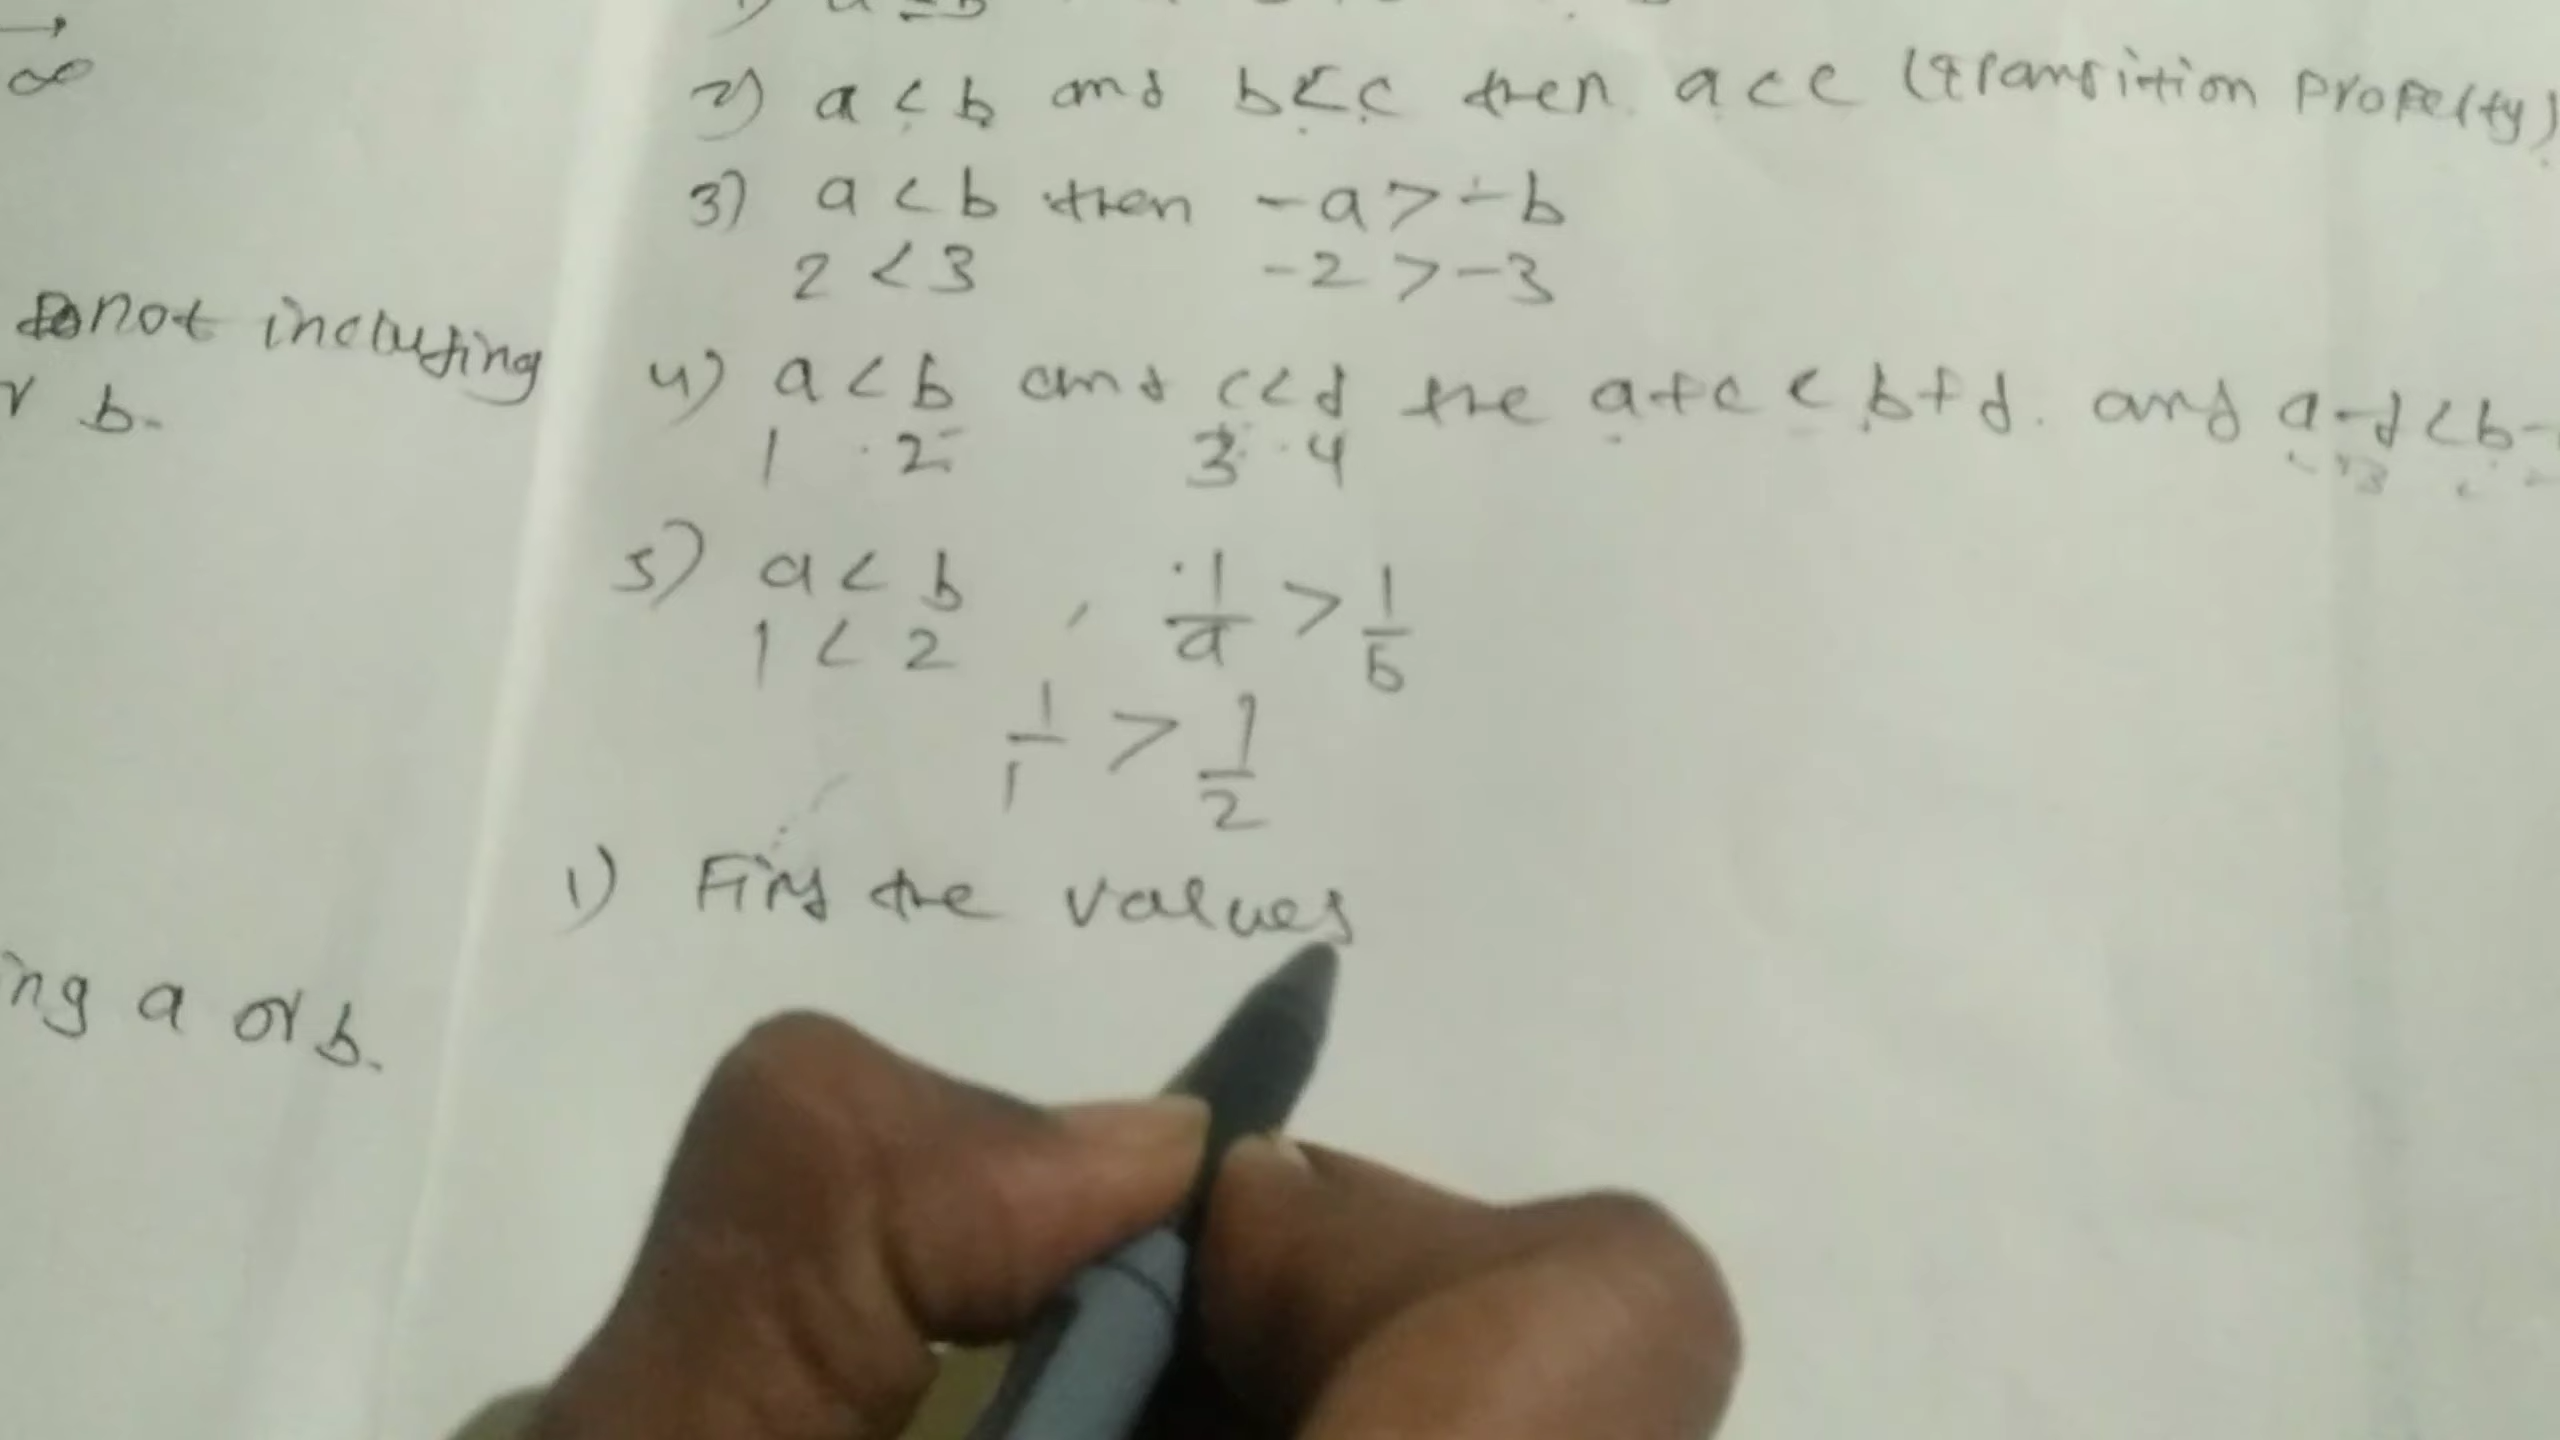 →
∞
not including
r b.
ing a or b.
2) a < b and b < c then a < c (transition Property)
3) a < b then -a > -b
2 < 3 -2 > -3
4) a < b and c < d the a+c < b+d. and a-d < b-
1 2 3 4
5) a < b , 1/a > 1/b
1 < 2
1/1 > 1/2
1) Find the values